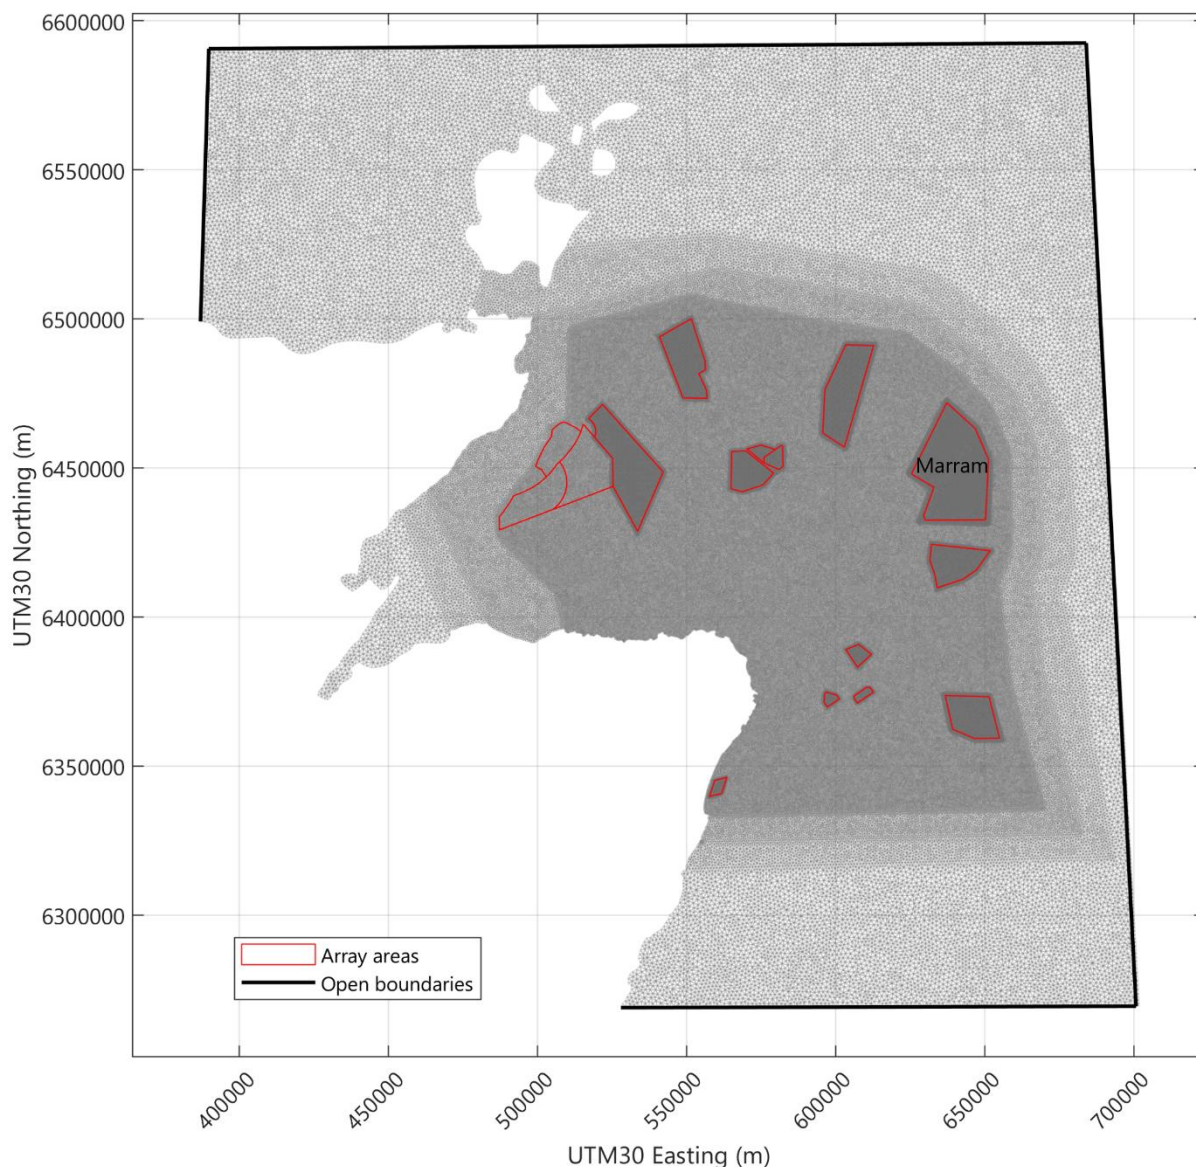 6600000
6550000
6500000
6450000
6400000
6350000
6300000
UTM30 Northing (m)
Marram
Array areas
Open boundaries
400000
450000
500000
550000
600000
650000
700000
UTM30 Easting (m)